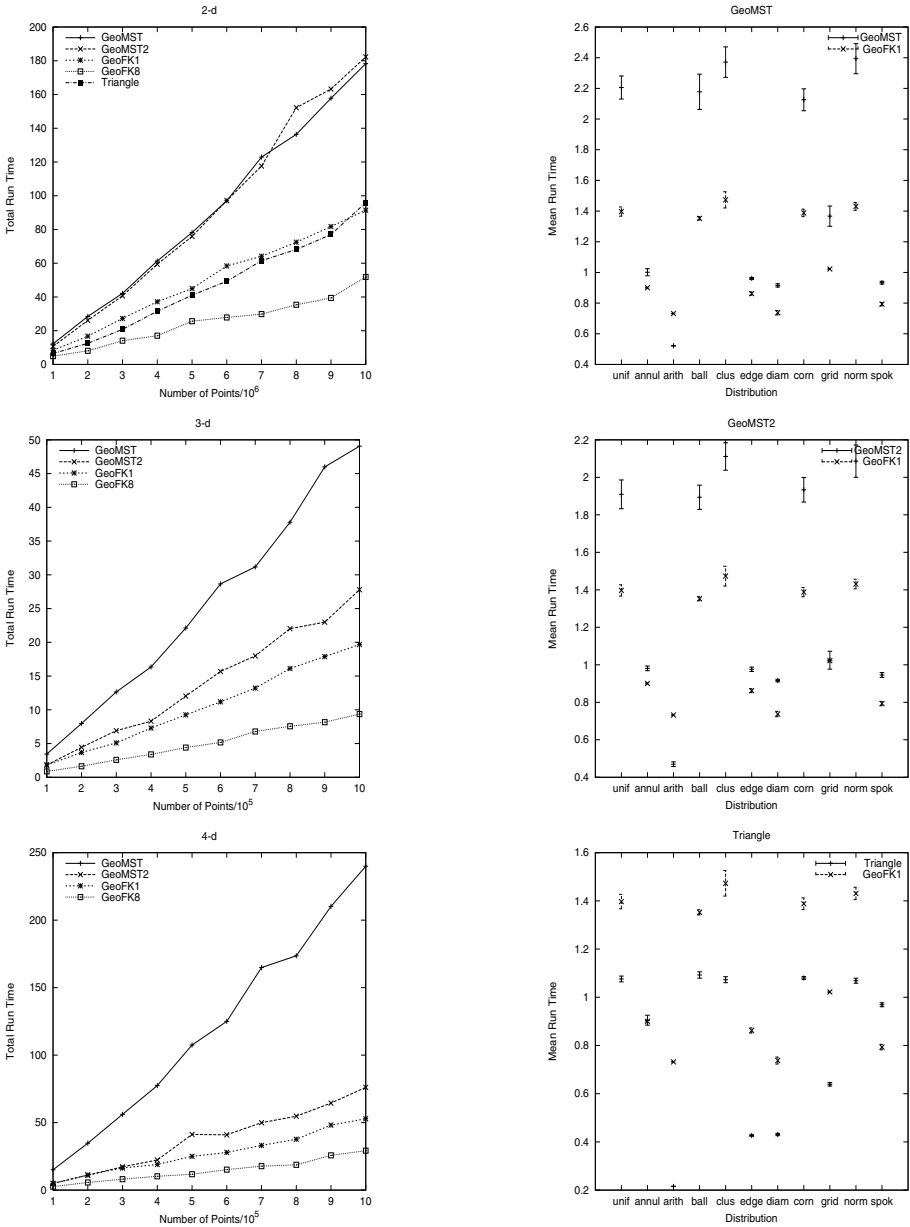 2-d
200
180
160
140
120
100
80
60
40
20
0
GeoMST
GeoMST2
GeoFK1
GeoFK8
Triangle
Total Run Time
1 2 3 4 5 6 7 8 9 10
Number of Points/10^6
GeoMST
2.6
2.4
2.2
2
1.8
1.6
1.4
1.2
1
0.8
0.6
0.4
GeoMST
GeoFK1
Mean Run Time
unif annul arith ball clus edge diam corn grid norm spok
Distribution
3-d
50
45
40
35
30
25
20
15
10
5
0
GeoMST
GeoMST2
GeoFK1
GeoFK8
Total Run Time
1 2 3 4 5 6 7 8 9 10
Number of Points/10^5
GeoMST2
2.2
2
1.8
1.6
1.4
1.2
1
0.8
0.6
0.4
GeoMST2
GeoFK1
Mean Run Time
unif annul arith ball clus edge diam corn grid norm spok
Distribution
4-d
250
200
150
100
50
0
GeoMST
GeoMST2
GeoFK1
GeoFK8
Total Run Time
1 2 3 4 5 6 7 8 9 10
Number of Points/10^5
Triangle
1.6
1.4
1.2
1
0.8
0.6
0.4
0.2
Triangle
GeoFK1
Mean Run Time
unif annul arith ball clus edge diam corn grid norm spok
Distribution